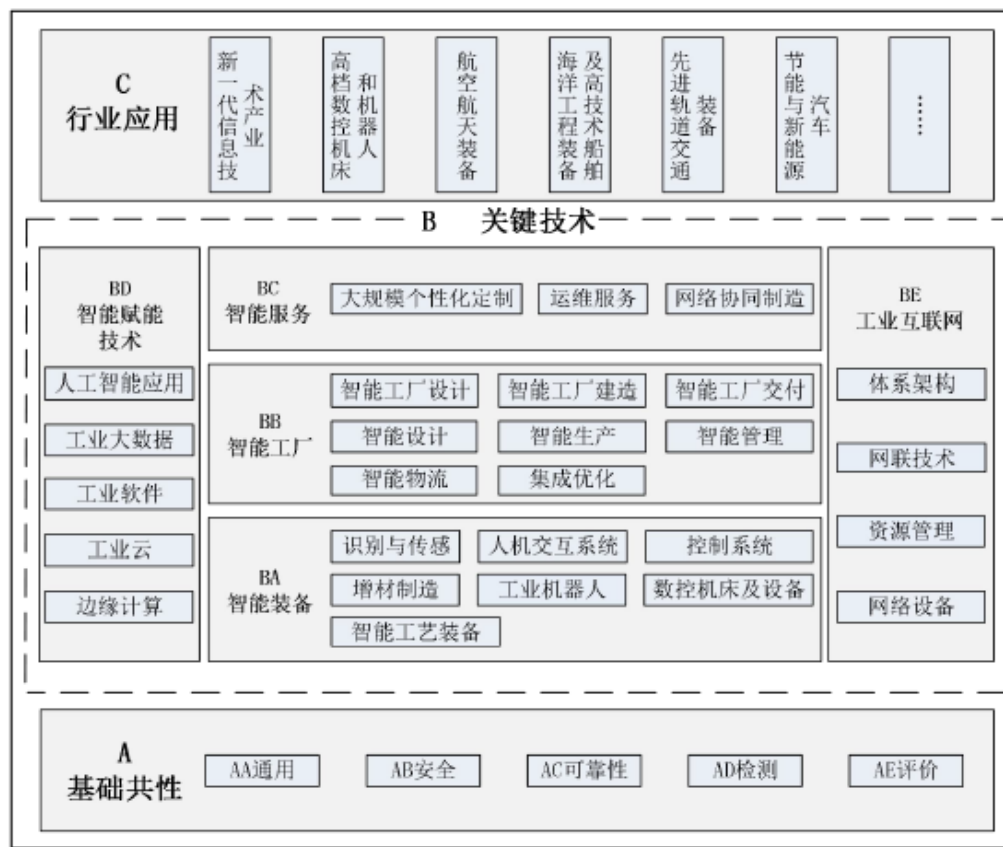 C
行业应用
新一代信息技
术产业
高档数控机床
和机器人
航空航天装备
海洋工程装备
及高技术船舶
先进轨道交通
装备
节能与新能源
汽车
……
B 关键技术
BD
智能赋能
技术
人工智能应用
工业大数据
工业软件
工业云
边缘计算
BC
智能服务
大规模个性化定制
运维服务
网络协同制造
BB
智能工厂
智能工厂设计
智能工厂建造
智能工厂交付
智能设计
智能生产
智能管理
智能物流
集成优化
BA
智能装备
识别与传感
人机交互系统
控制系统
增材制造
工业机器人
数控机床及设备
智能工艺装备
BE
工业互联网
体系架构
网联技术
资源管理
网络设备
A
基础共性
AA通用
AB安全
AC可靠性
AD检测
AE评价